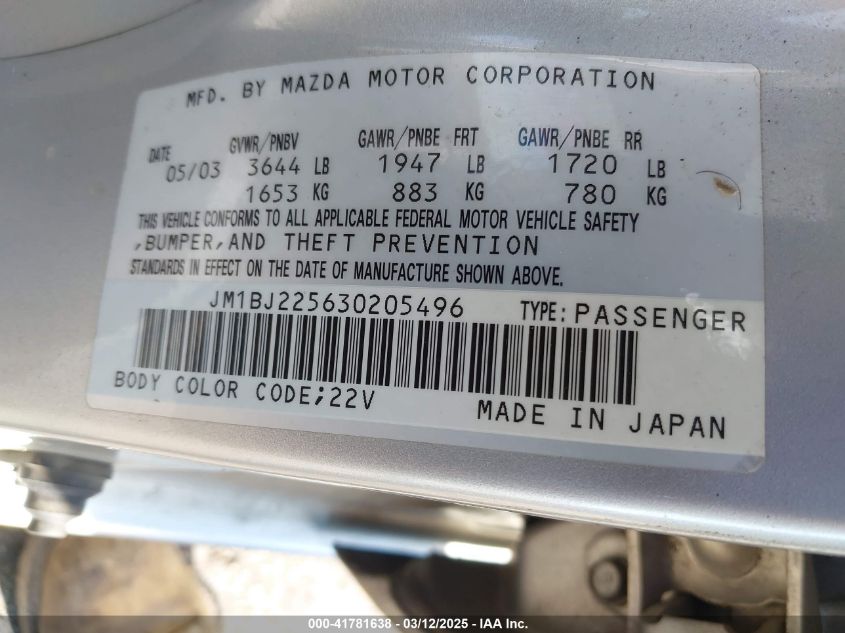 MFD. BY MAZDA MOTOR CORPORATION
DATE GVWR/PNBV GAWR/PNBE FRT GAWR/PNBE RR
05/03 3644 LB 1947 LB 1720 LB
1653 KG 883 KG 780 KG
THIS VEHICLE CONFORMS TO ALL APPLICABLE FEDERAL MOTOR VEHICLE SAFETY
,BUMPER,AND THEFT PREVENTION
STANDARDS IN EFFECT ON THE DATE OF MANUFACTURE SHOWN ABOVE.
JM1BJ225630205496 TYPE:PASSENGER
BODY COLOR CODE;22V
MADE IN JAPAN
000-41781638 - 03/12/2025 - IAA Inc.